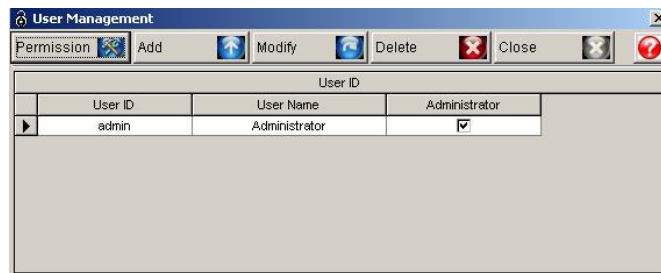 User Management
Permission Add Modify Delete Close
User ID
User ID User Name Administrator
admin Administrator